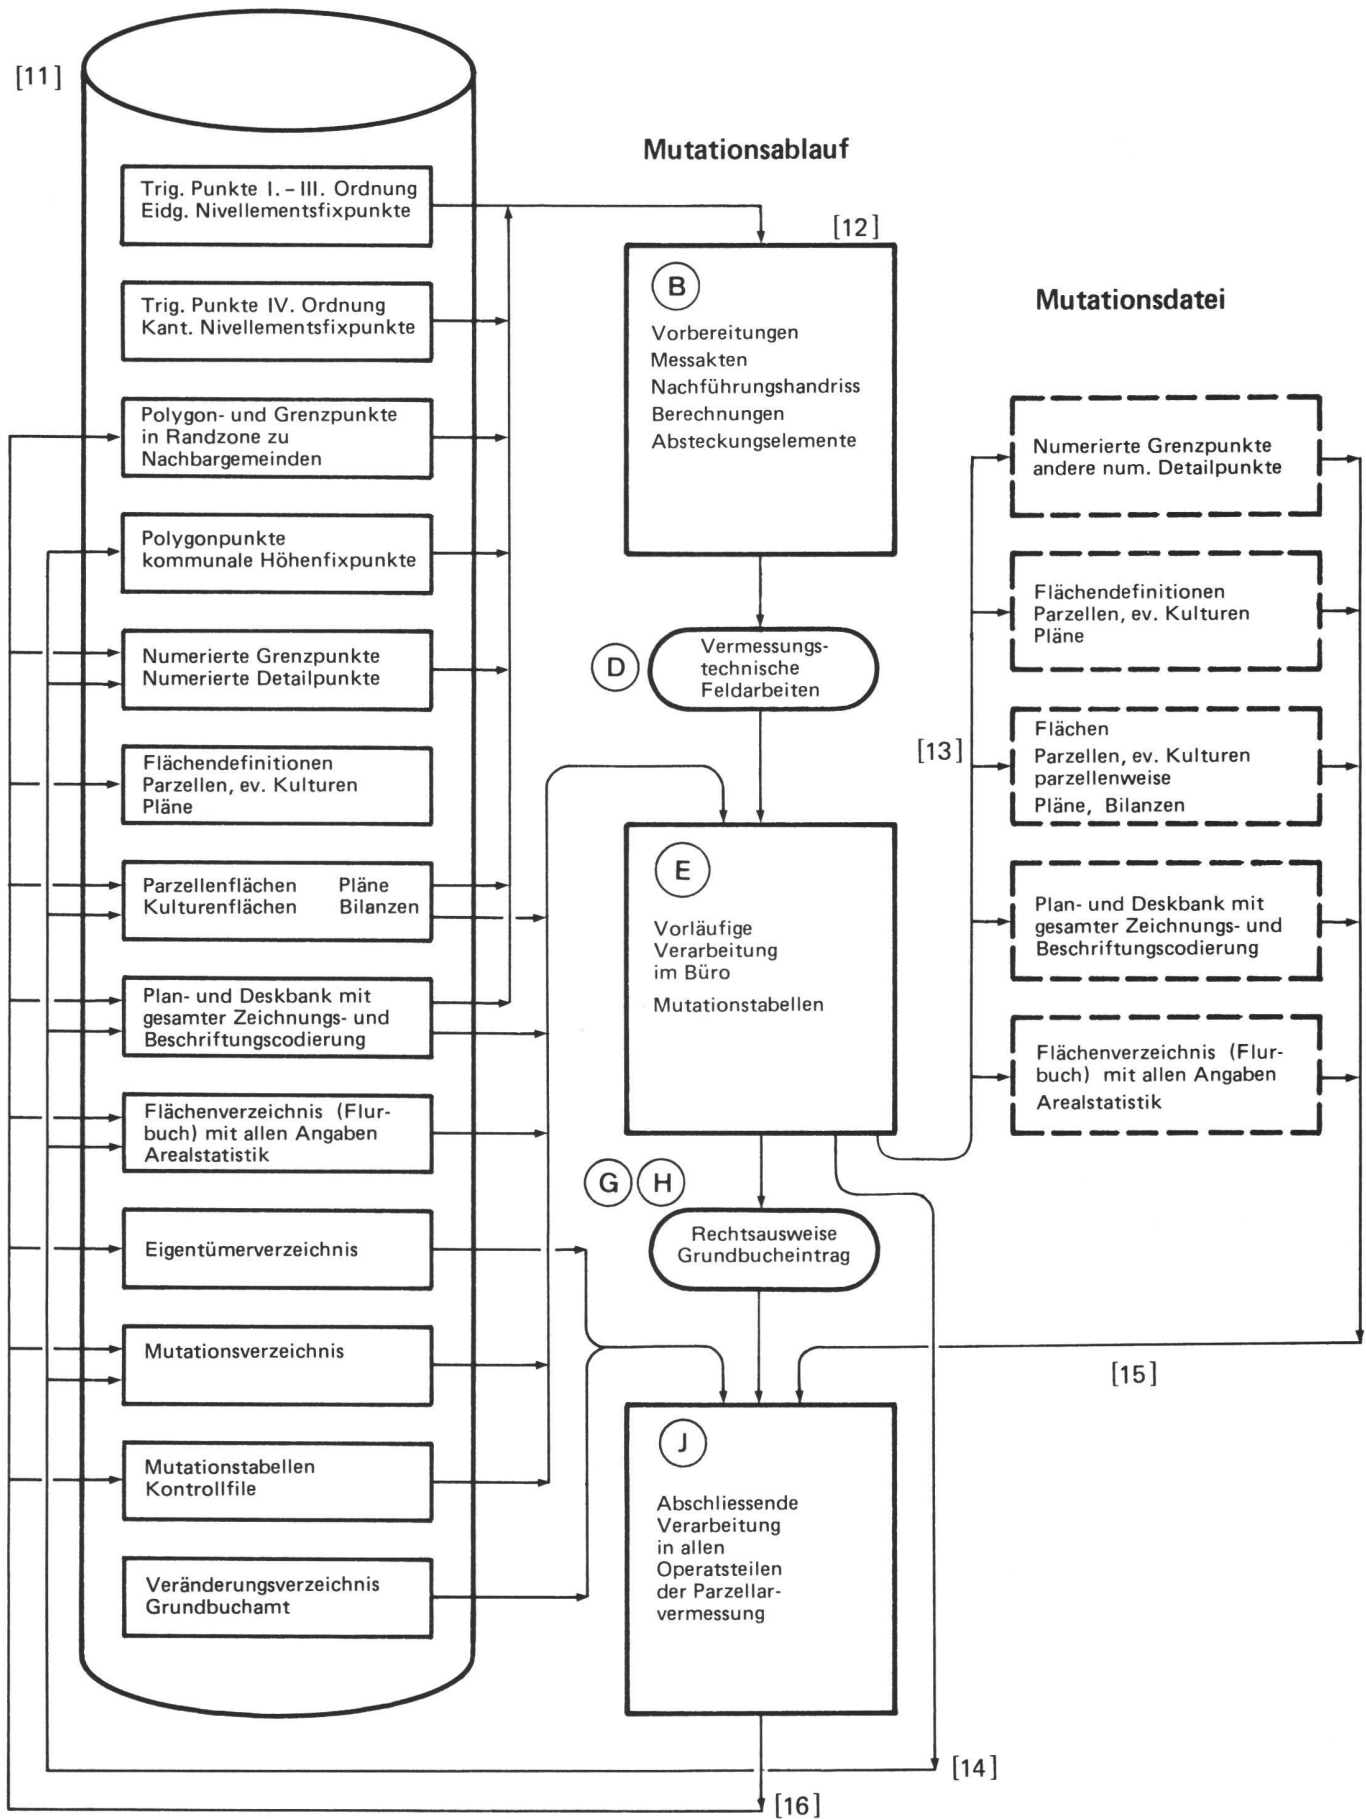 [11]
Trig. Punkte I. – III. Ordnung
Eidg. Nivellementsfixpunkte
Trig. Punkte IV. Ordnung
Kant. Nivellementsfixpunkte
Polygon- und Grenzpunkte
in Randzone zu
Nachbargemeinden
Polygonpunkte
kommunale Höhenfixpunkte
Numerierte Grenzpunkte
Numerierte Detailpunkte
Flächendefinitionen
Parzellen, ev. Kulturen
Pläne
Parzellenflächen Pläne
Kulturenflächen Bilanzen
Plan- und Deskbank mit
gesamter Zeichnungs- und
Beschriftungscodierung
Flächenverzeichnis (Flur-
buch) mit allen Angaben
Arealstatistik
Eigentümerverzeichnis
Mutationsverzeichnis
Mutationstabellen
Kontrollfile
Veränderungsverzeichnis
Grundbuchamt
Mutationsablauf
[12]
B
Vorbereitungen
Messakten
Nachführungshandriss
Berechnungen
Absteckungselemente
D
Vermessungs-
technische
Feldarbeiten
E
Vorläufige
Verarbeitung
im Büro
Mutationstabellen
G H
Rechtsausweise
Grundbucheintrag
J
Abschliessende
Verarbeitung
in allen
Operatsteilen
der Parzellar-
vermessung
Mutationsdatei
[13]
Numerierte Grenzpunkte
andere num. Detailpunkte
Flächendefinitionen
Parzellen, ev. Kulturen
Pläne
Flächen
Parzellen, ev. Kulturen
parzellenweise
Pläne, Bilanzen
Plan- und Deskbank mit
gesamter Zeichnungs- und
Beschriftungscodierung
Flächenverzeichnis (Flur-
buch) mit allen Angaben
Arealstatistik
[15]
[14]
[16]